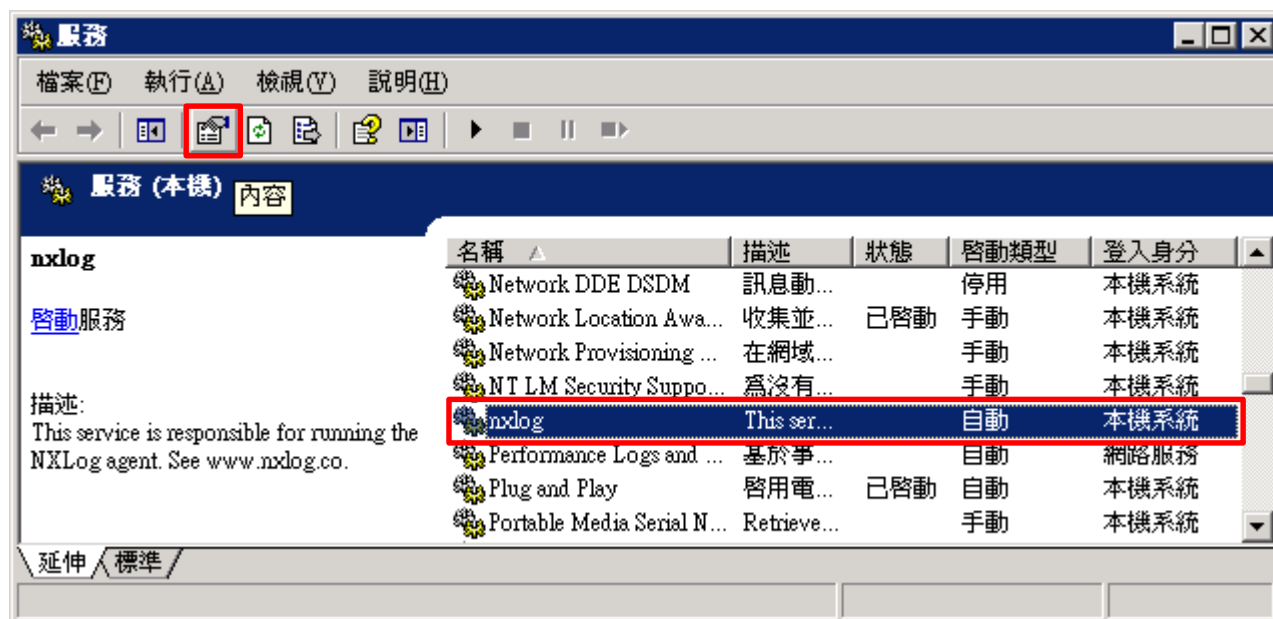 服務
檔案(F) 執行(A) 檢視(V) 說明(H)
服務 (本機)
內容
nxlog
啓動服務
描述:
This service is responsible for running the
NXLog agent. See www.nxlog.co.
名稱 描述 狀態 啓動類型 登入身分
Network DDE DSDM 訊息動... 停用 本機系統
Network Location Awa... 收集並... 已啓動 手動 本機系統
Network Provisioning ... 在網域... 手動 本機系統
NT LM Security Suppo... 爲沒有... 手動 本機系統
nxlog This ser... 自動 本機系統
Performance Logs and ... 基於事... 自動 網路服務
Plug and Play 啓用電... 已啓動 自動 本機系統
Portable Media Serial N... Retrieve... 手動 本機系統
延伸 標準